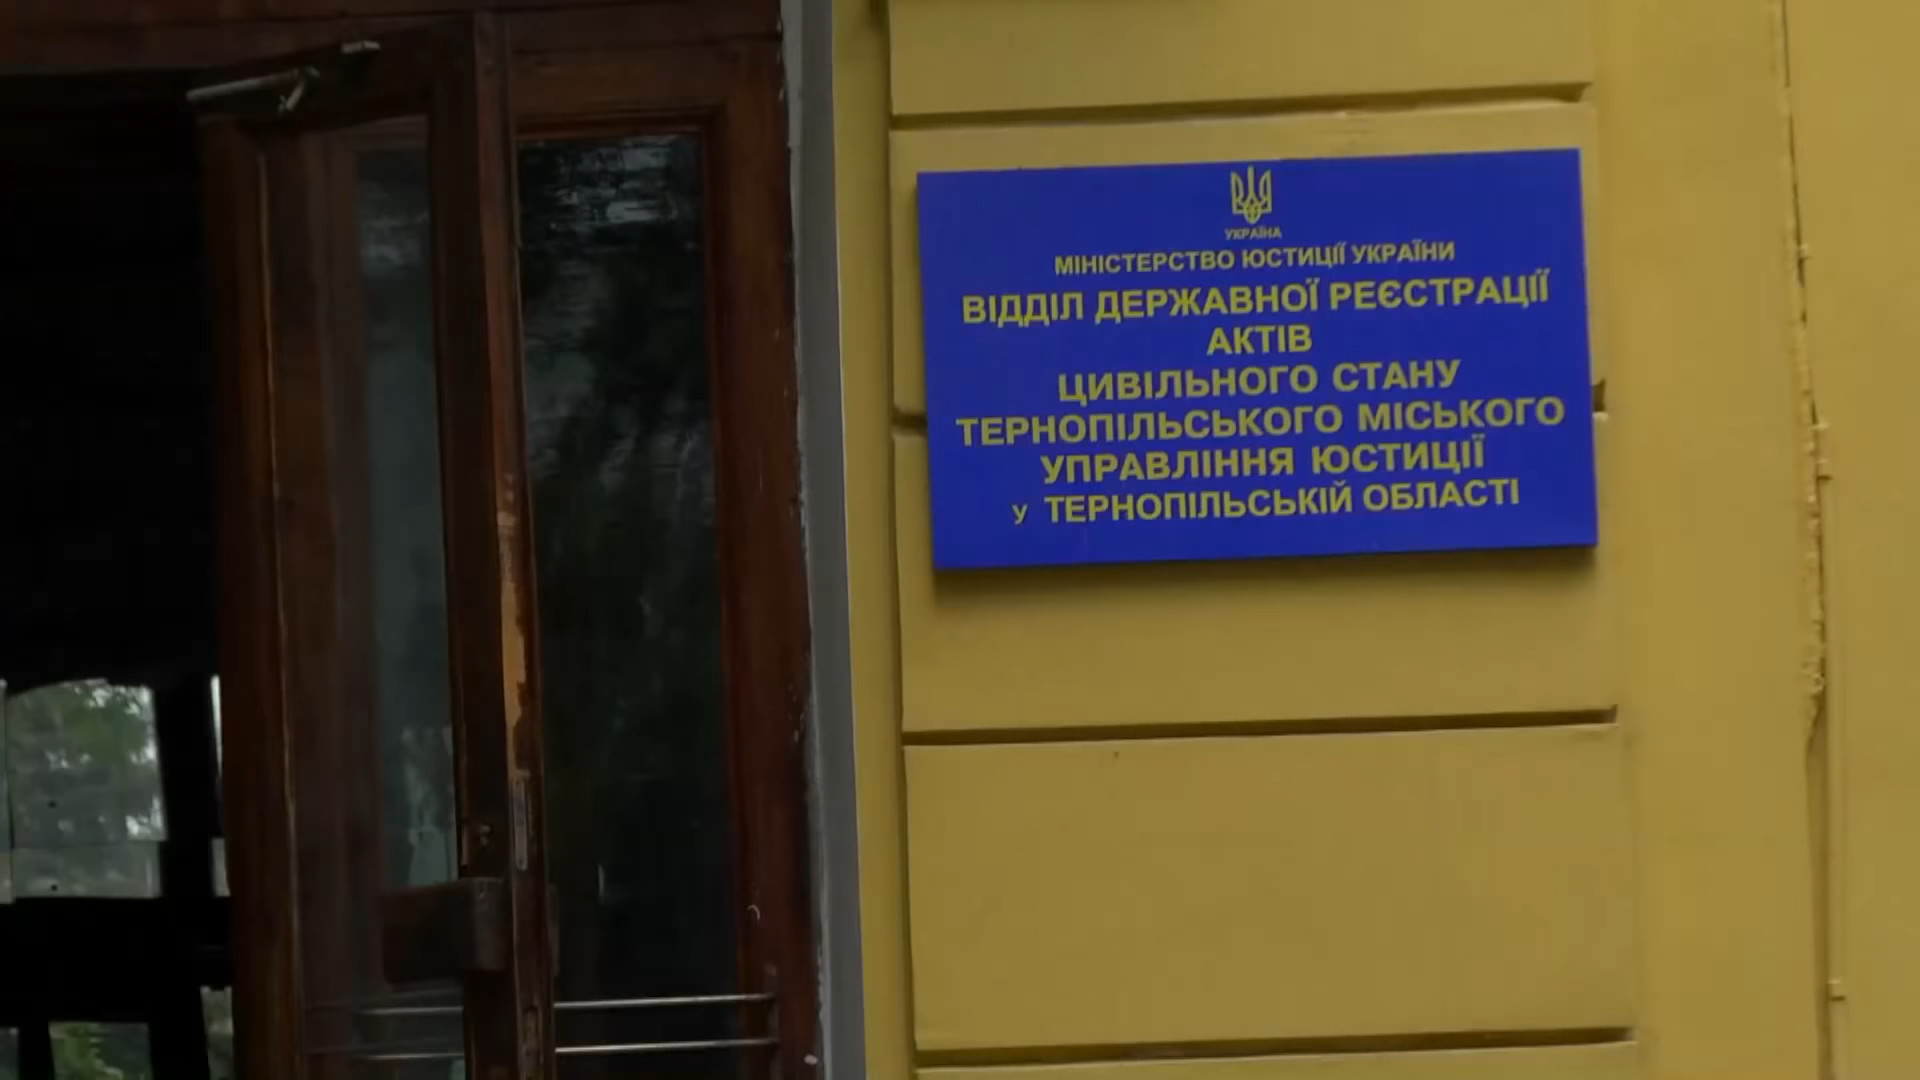 УКРАЇНА
МІНІСТЕРСТВО ЮСТИЦІЇ УКРАЇНИ
ВІДДІЛ ДЕРЖАВНОЇ РЕЄСТРАЦІЇ
АКТІВ
ЦИВІЛЬНОГО СТАНУ
ТЕРНОПІЛЬСЬКОГО МІСЬКОГО
УПРАВЛІННЯ ЮСТИЦІЇ
У ТЕРНОПІЛЬСЬКІЙ ОБЛАСТІ